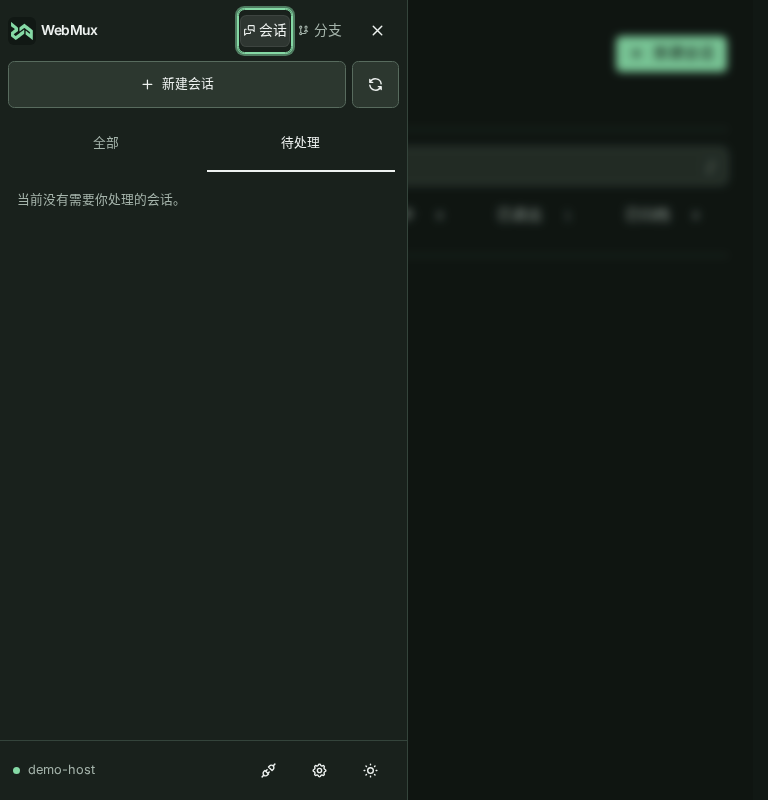 WebMux
会话
分支
新建会话
全部
待处理
当前没有需要你处理的会话。
demo-host